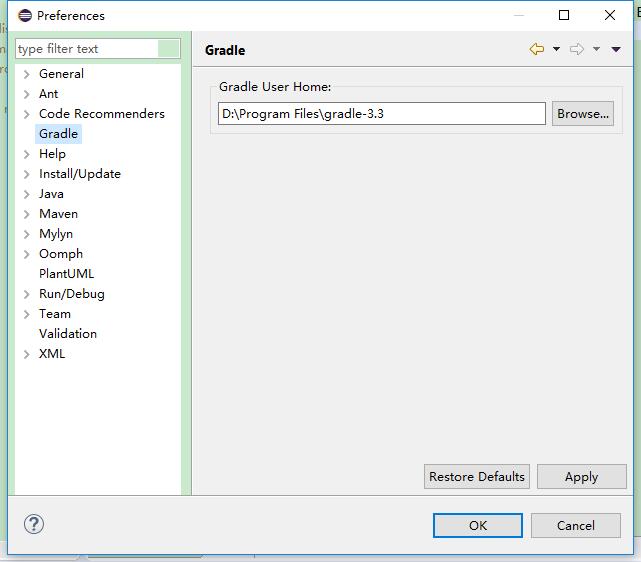 Preferences
type filter text
General
Ant
Code Recommenders
Gradle
Help
Install/Update
Java
Maven
Mylyn
Oomph
PlantUML
Run/Debug
Team
Validation
XML
Gradle
Gradle User Home:
D:\Program Files\gradle-3.3
Browse...
Restore Defaults
Apply
?
OK
Cancel